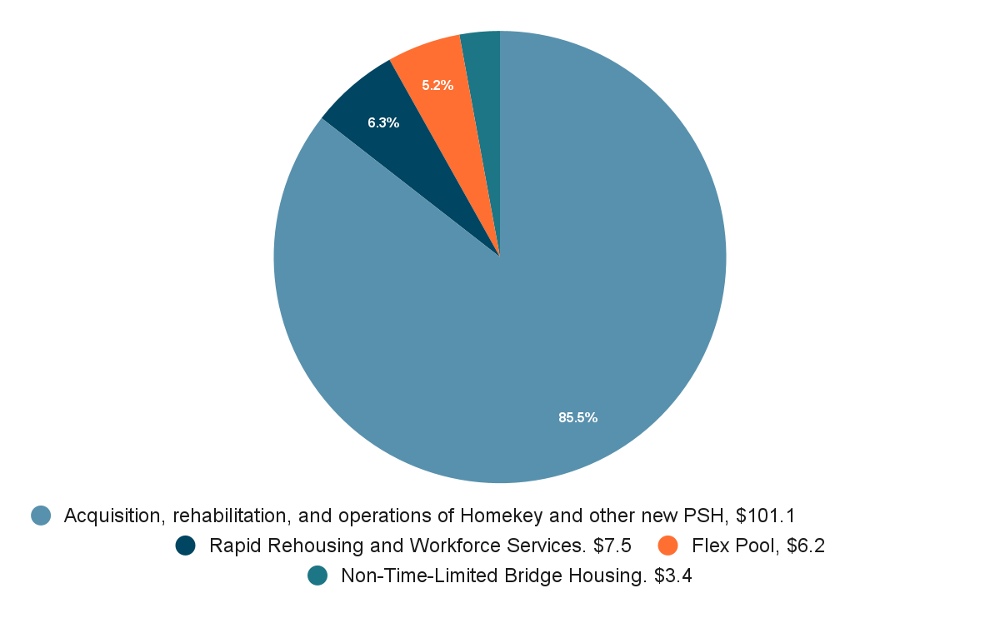 5.2%
6.3%
85.5%
Acquisition, rehabilitation, and operations of Homekey and other new PSH, $101.1
Rapid Rehousing and Workforce Services. $7.5
Flex Pool, $6.2
Non-Time-Limited Bridge Housing. $3.4